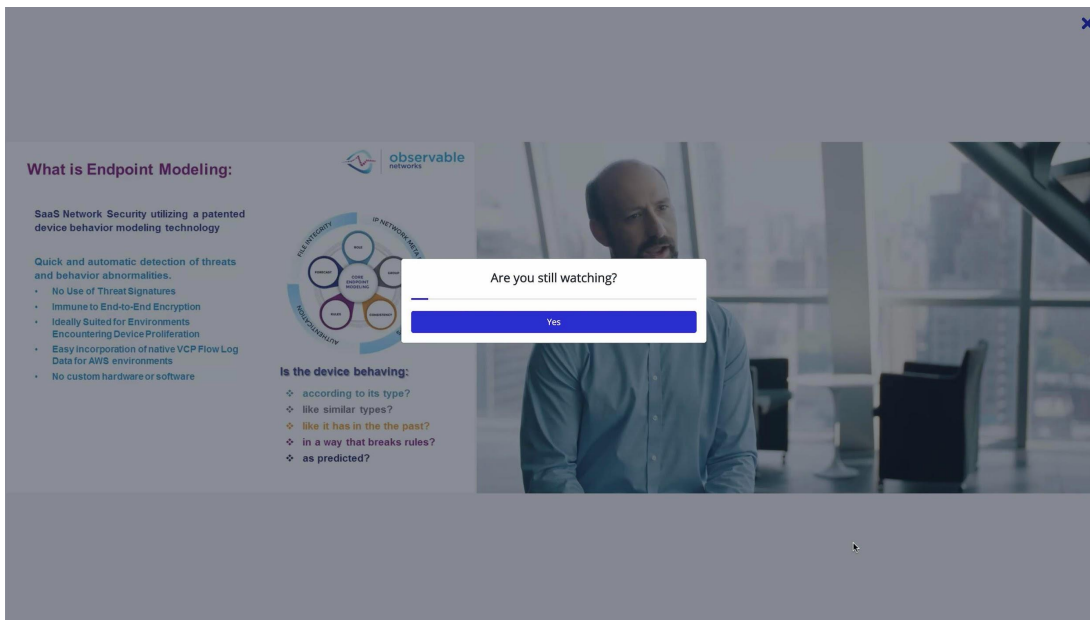 What is Endpoint Modeling:
observable
networks
SaaS Network Security utilizing a patented
device behavior modeling technology
Quick and automatic detection of threats
and behavior abnormalities.
• No Use of Threat Signatures
• Immune to End-to-End Encryption
• Ideally Suited for Environments
Encountering Device Proliferation
• Easy incorporation of native VCP Flow Log
Data for AWS environments
• No custom hardware or software
FILE INTEGRITY
IP NETWORK META
AUTHENTICATION
ROLE
FORECAST
GROUP
CORE
ENDPOINT
MODELING
RULES
CONSISTENCY
Is the device behaving:
❖ according to its type?
❖ like similar types?
❖ like it has in the the past?
❖ in a way that breaks rules?
❖ as predicted?
Are you still watching?
Yes